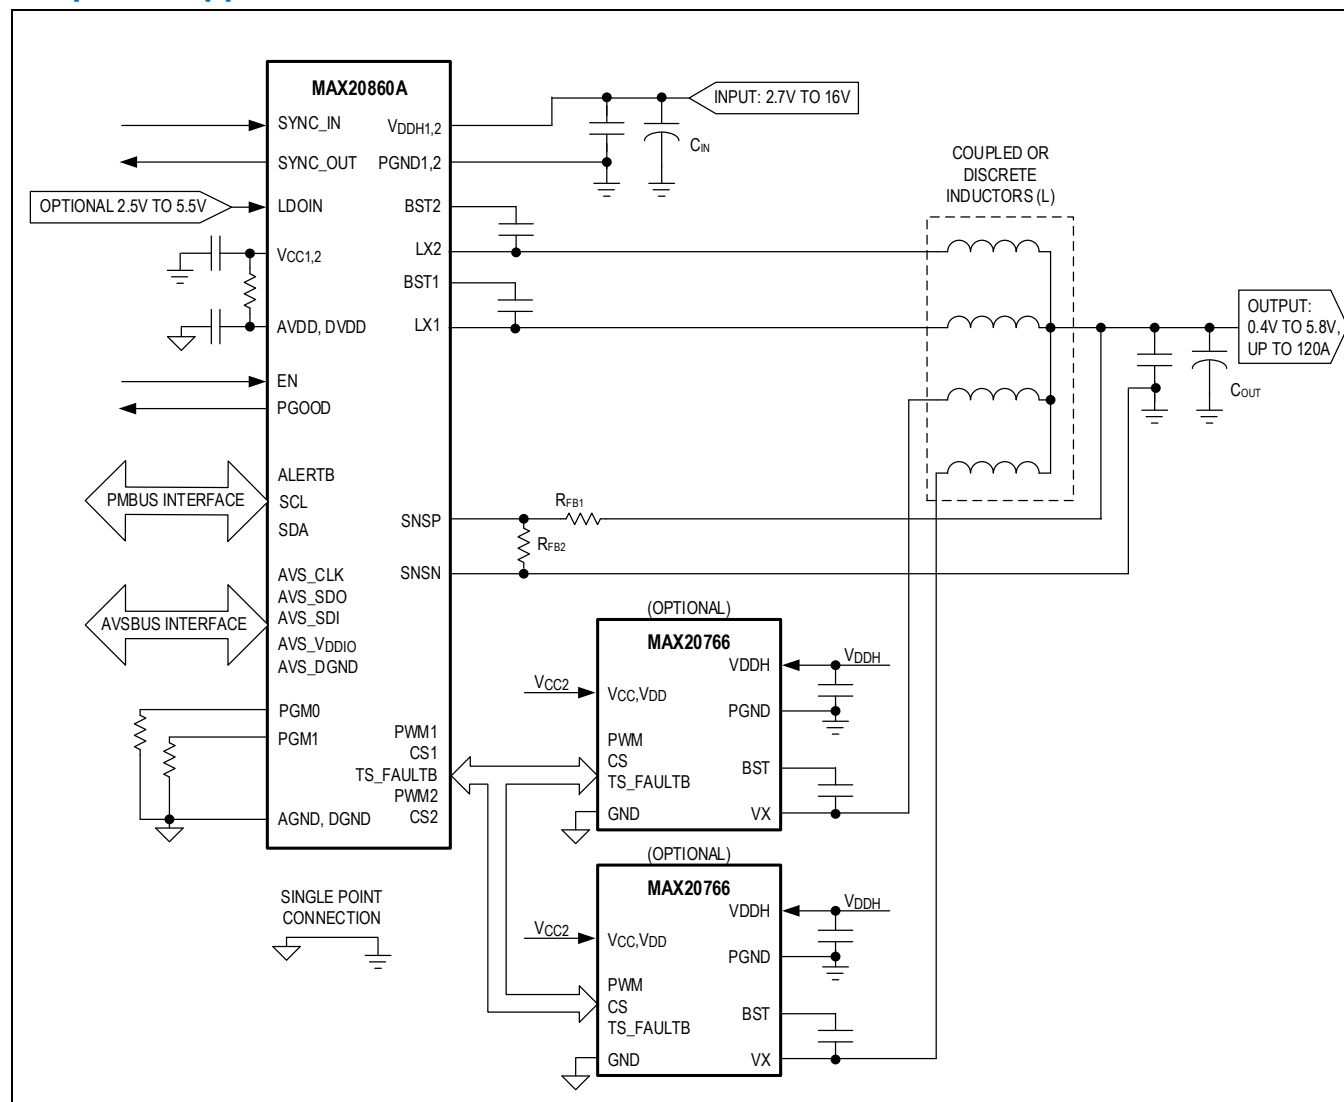 MAX20860A
SYNC_IN
SYNC_OUT
OPTIONAL 2.5V TO 5.5V
LDOIN
VCC1,2
AVDD, DVDD
EN
PGOOD
PMBUS INTERFACE
ALERTB
SCL
SDA
AVSBUS INTERFACE
AVS_CLK
AVS_SDO
AVS_SDI
AVS_VDDIO
AVS_DGND
PGM0
PGM1
AGND, DGND
VDDH1,2
PGND1,2
BST2
LX2
BST1
LX1
SNSP
SNSN
PWM1
CS1
TS_FAULTB
PWM2
CS2
INPUT: 2.7V TO 16V
CIN
COUPLED OR
DISCRETE
INDUCTORS (L)
OUTPUT:
0.4V TO 5.8V,
UP TO 120A
COUT
RFB1
RFB2
(OPTIONAL)
MAX20766
VCC2
VCC,VDD
PWM
CS
TS_FAULTB
GND
VDDH
VDDH
PGND
BST
VX
(OPTIONAL)
MAX20766
VCC2
VCC,VDD
PWM
CS
TS_FAULTB
GND
VDDH
VDDH
PGND
BST
VX
SINGLE POINT
CONNECTION